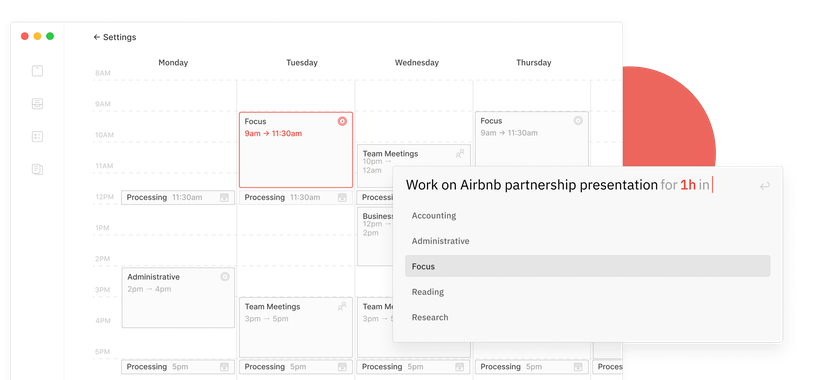 ← Settings
Monday
Tuesday
Wednesday
Thursday
8AM
9AM
10AM
11AM
12PM
1PM
2PM
3PM
4PM
5PM
Processing 11:30am
Administrative
2pm → 4pm
Processing 5pm
Focus
9am → 11:30am
Processing 11:30am
Team Meetings
3pm → 5pm
Processing 5pm
Team Meetings
10pm →
12am
Processi
Business
12pm →
2pm
Team Me
3pm → 5
Processing 5pm
Focus
9am → 11:30am
Processing 5pm
Proces
Work on Airbnb partnership presentation for 1h in
Accounting
Administrative
Focus
Reading
Research